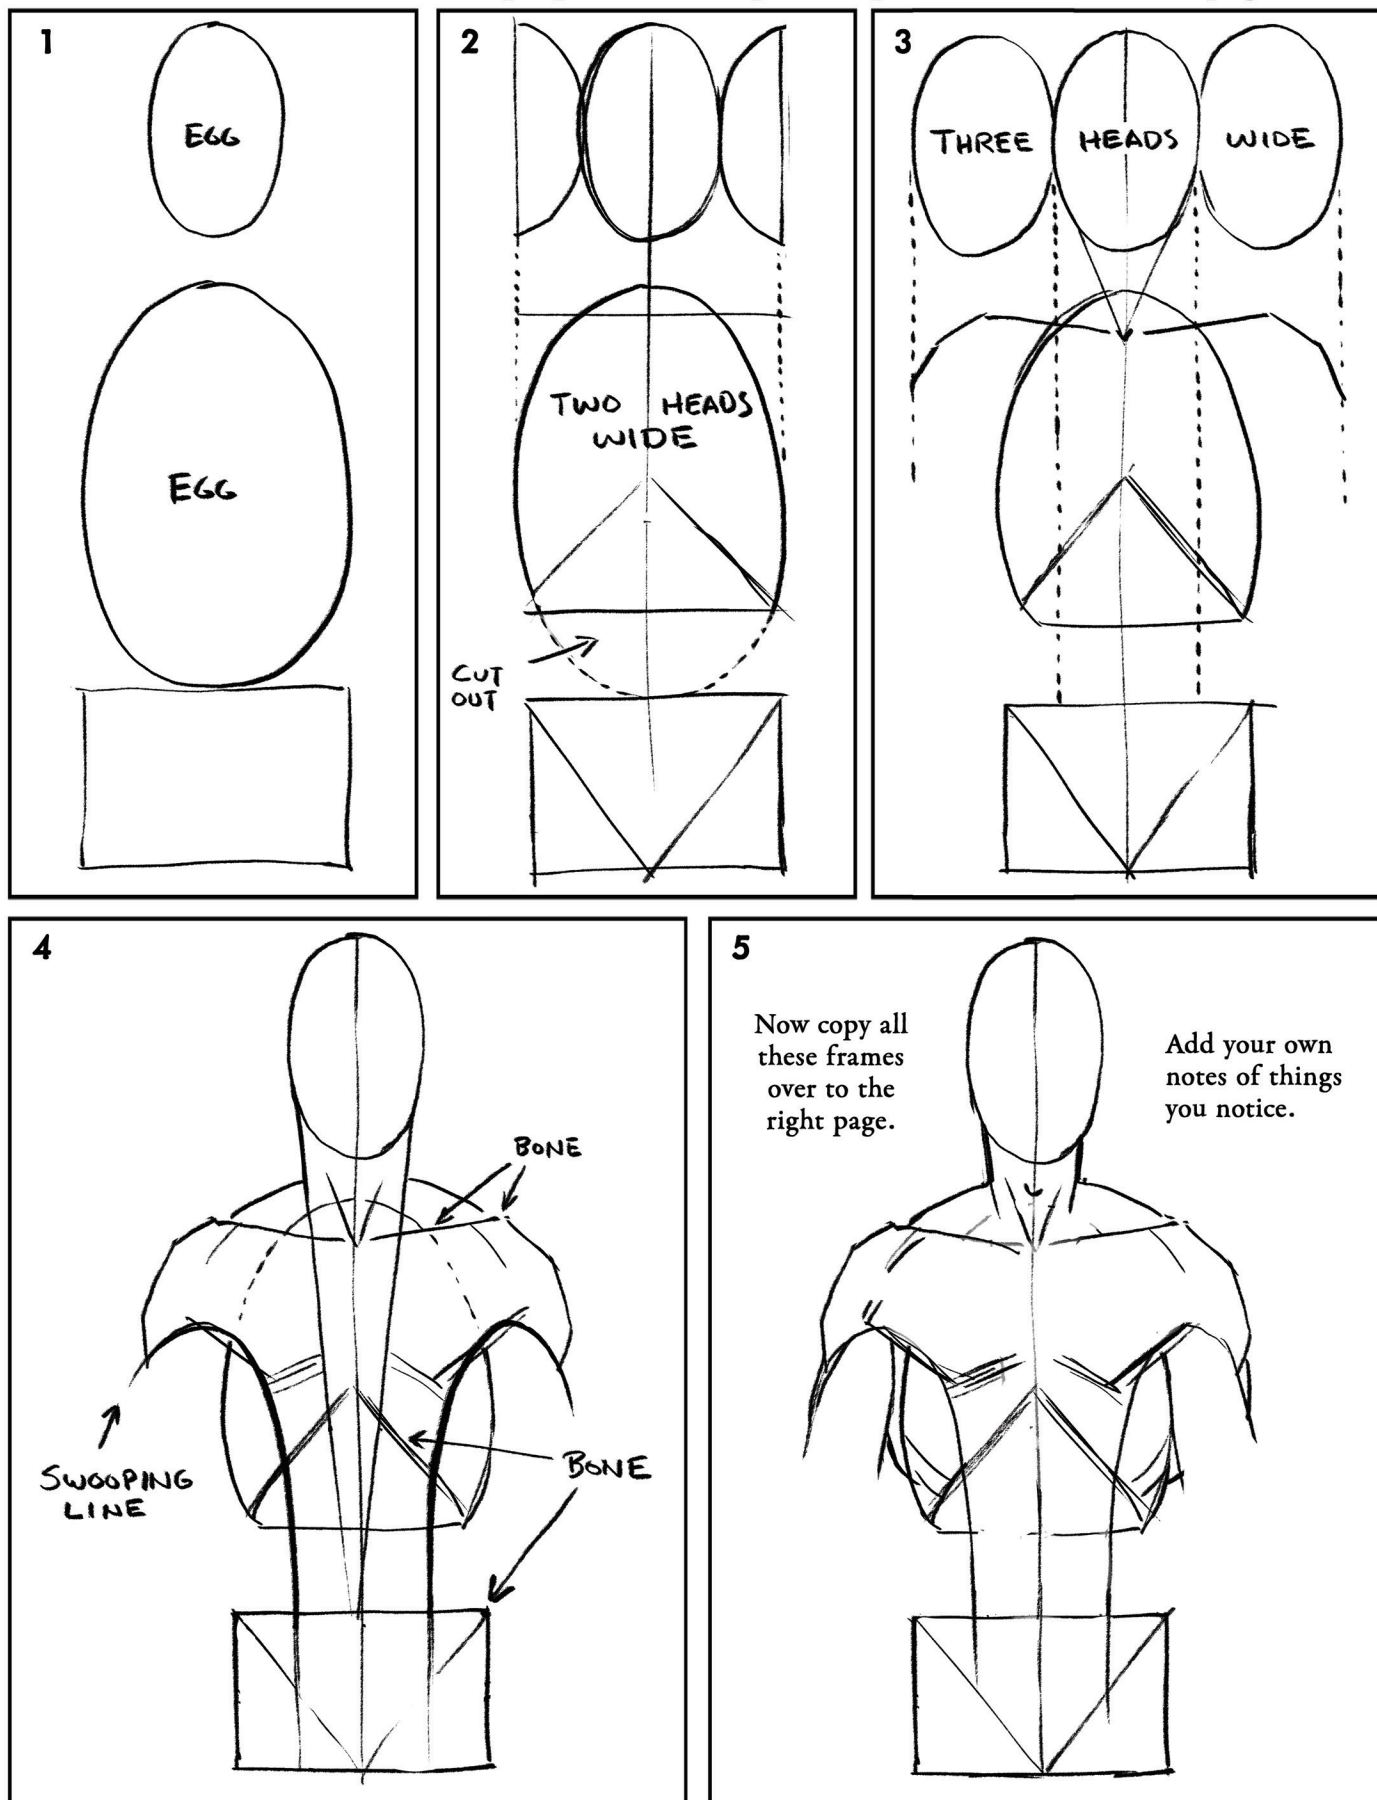 1
EGG
EGG
2
TWO HEADS
WIDE
CUT
OUT
3
THREE HEADS WIDE
4
BONE
SWOOPING
LINE
BONE
5
Now copy all
these frames
over to the
right page.
Add your own
notes of things
you notice.